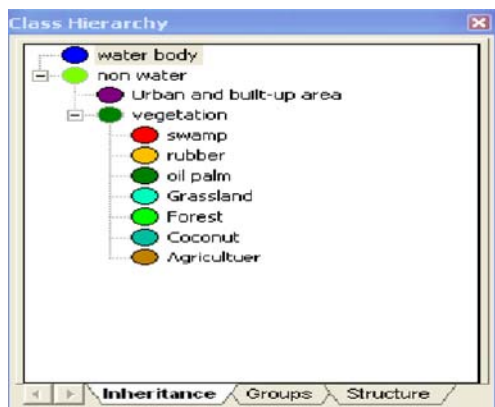 Class Hierarchy
water body
non water
Urban and built-up area
vegetation
swamp
rubber
oil palm
Grassland
Forest
Coconut
Agricultuer
Inheritance Groups Structure